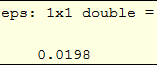 eps: 1x1 double =
0.0198